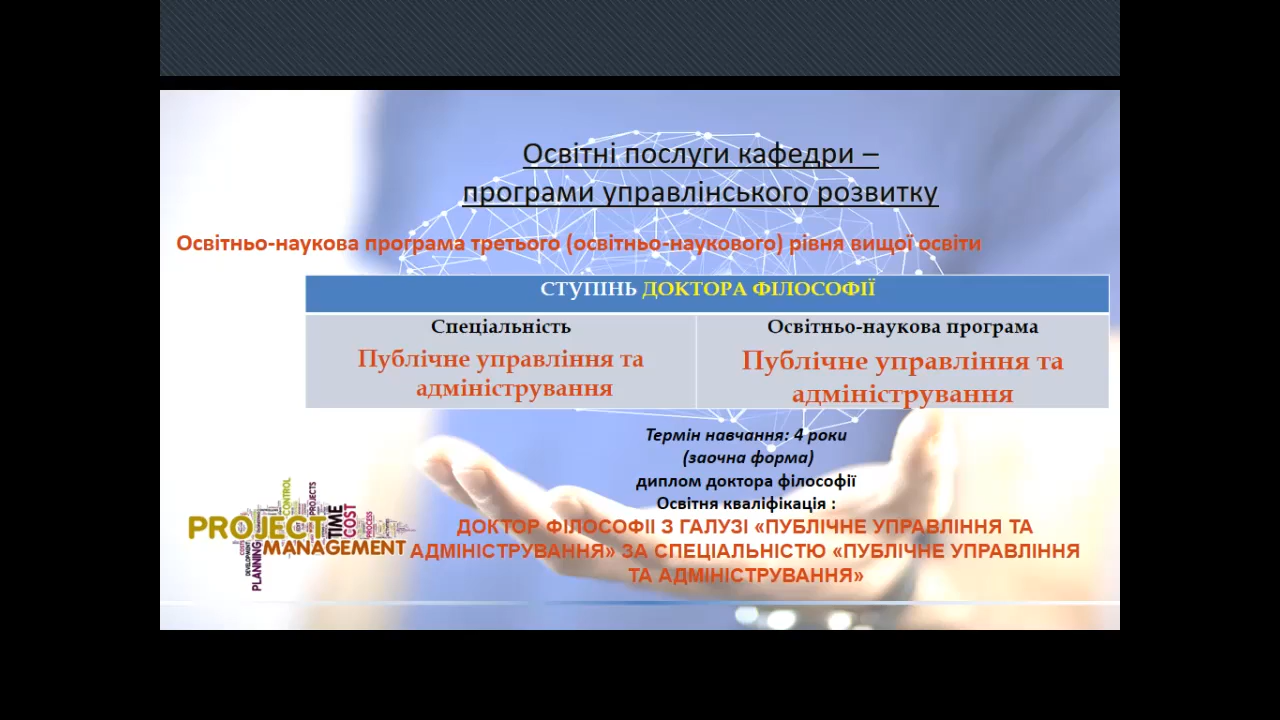 Освітні послуги кафедри –
програми управлінського розвитку
Освітньо-наукова програма третього (освітньо-наукового) рівня вищої освіти
СТУПІНЬ ДОКТОРА ФІЛОСОФІЇ
Спеціальність
Публічне управління та
адміністрування
Освітньо-наукова програма
Публічне управління та
адміністрування
Термін навчання: 4 роки
(заочна форма)
диплом доктора філософії
Освітня кваліфікація :
ДОКТОР ФІЛОСОФІІ З ГАЛУЗІ «ПУБЛІЧНЕ УПРАВЛІННЯ ТА
АДМІНІСТРУВАННЯ» ЗА СПЕЦІАЛЬНІСТЮ «ПУБЛІЧНЕ УПРАВЛІННЯ
ТА АДМІНІСТРУВАННЯ»
PROJECT
MANAGEMENT
PLANNING
DEVELOPMENT
CONTROL
PROJECTS
TIME
COST
PROCESS